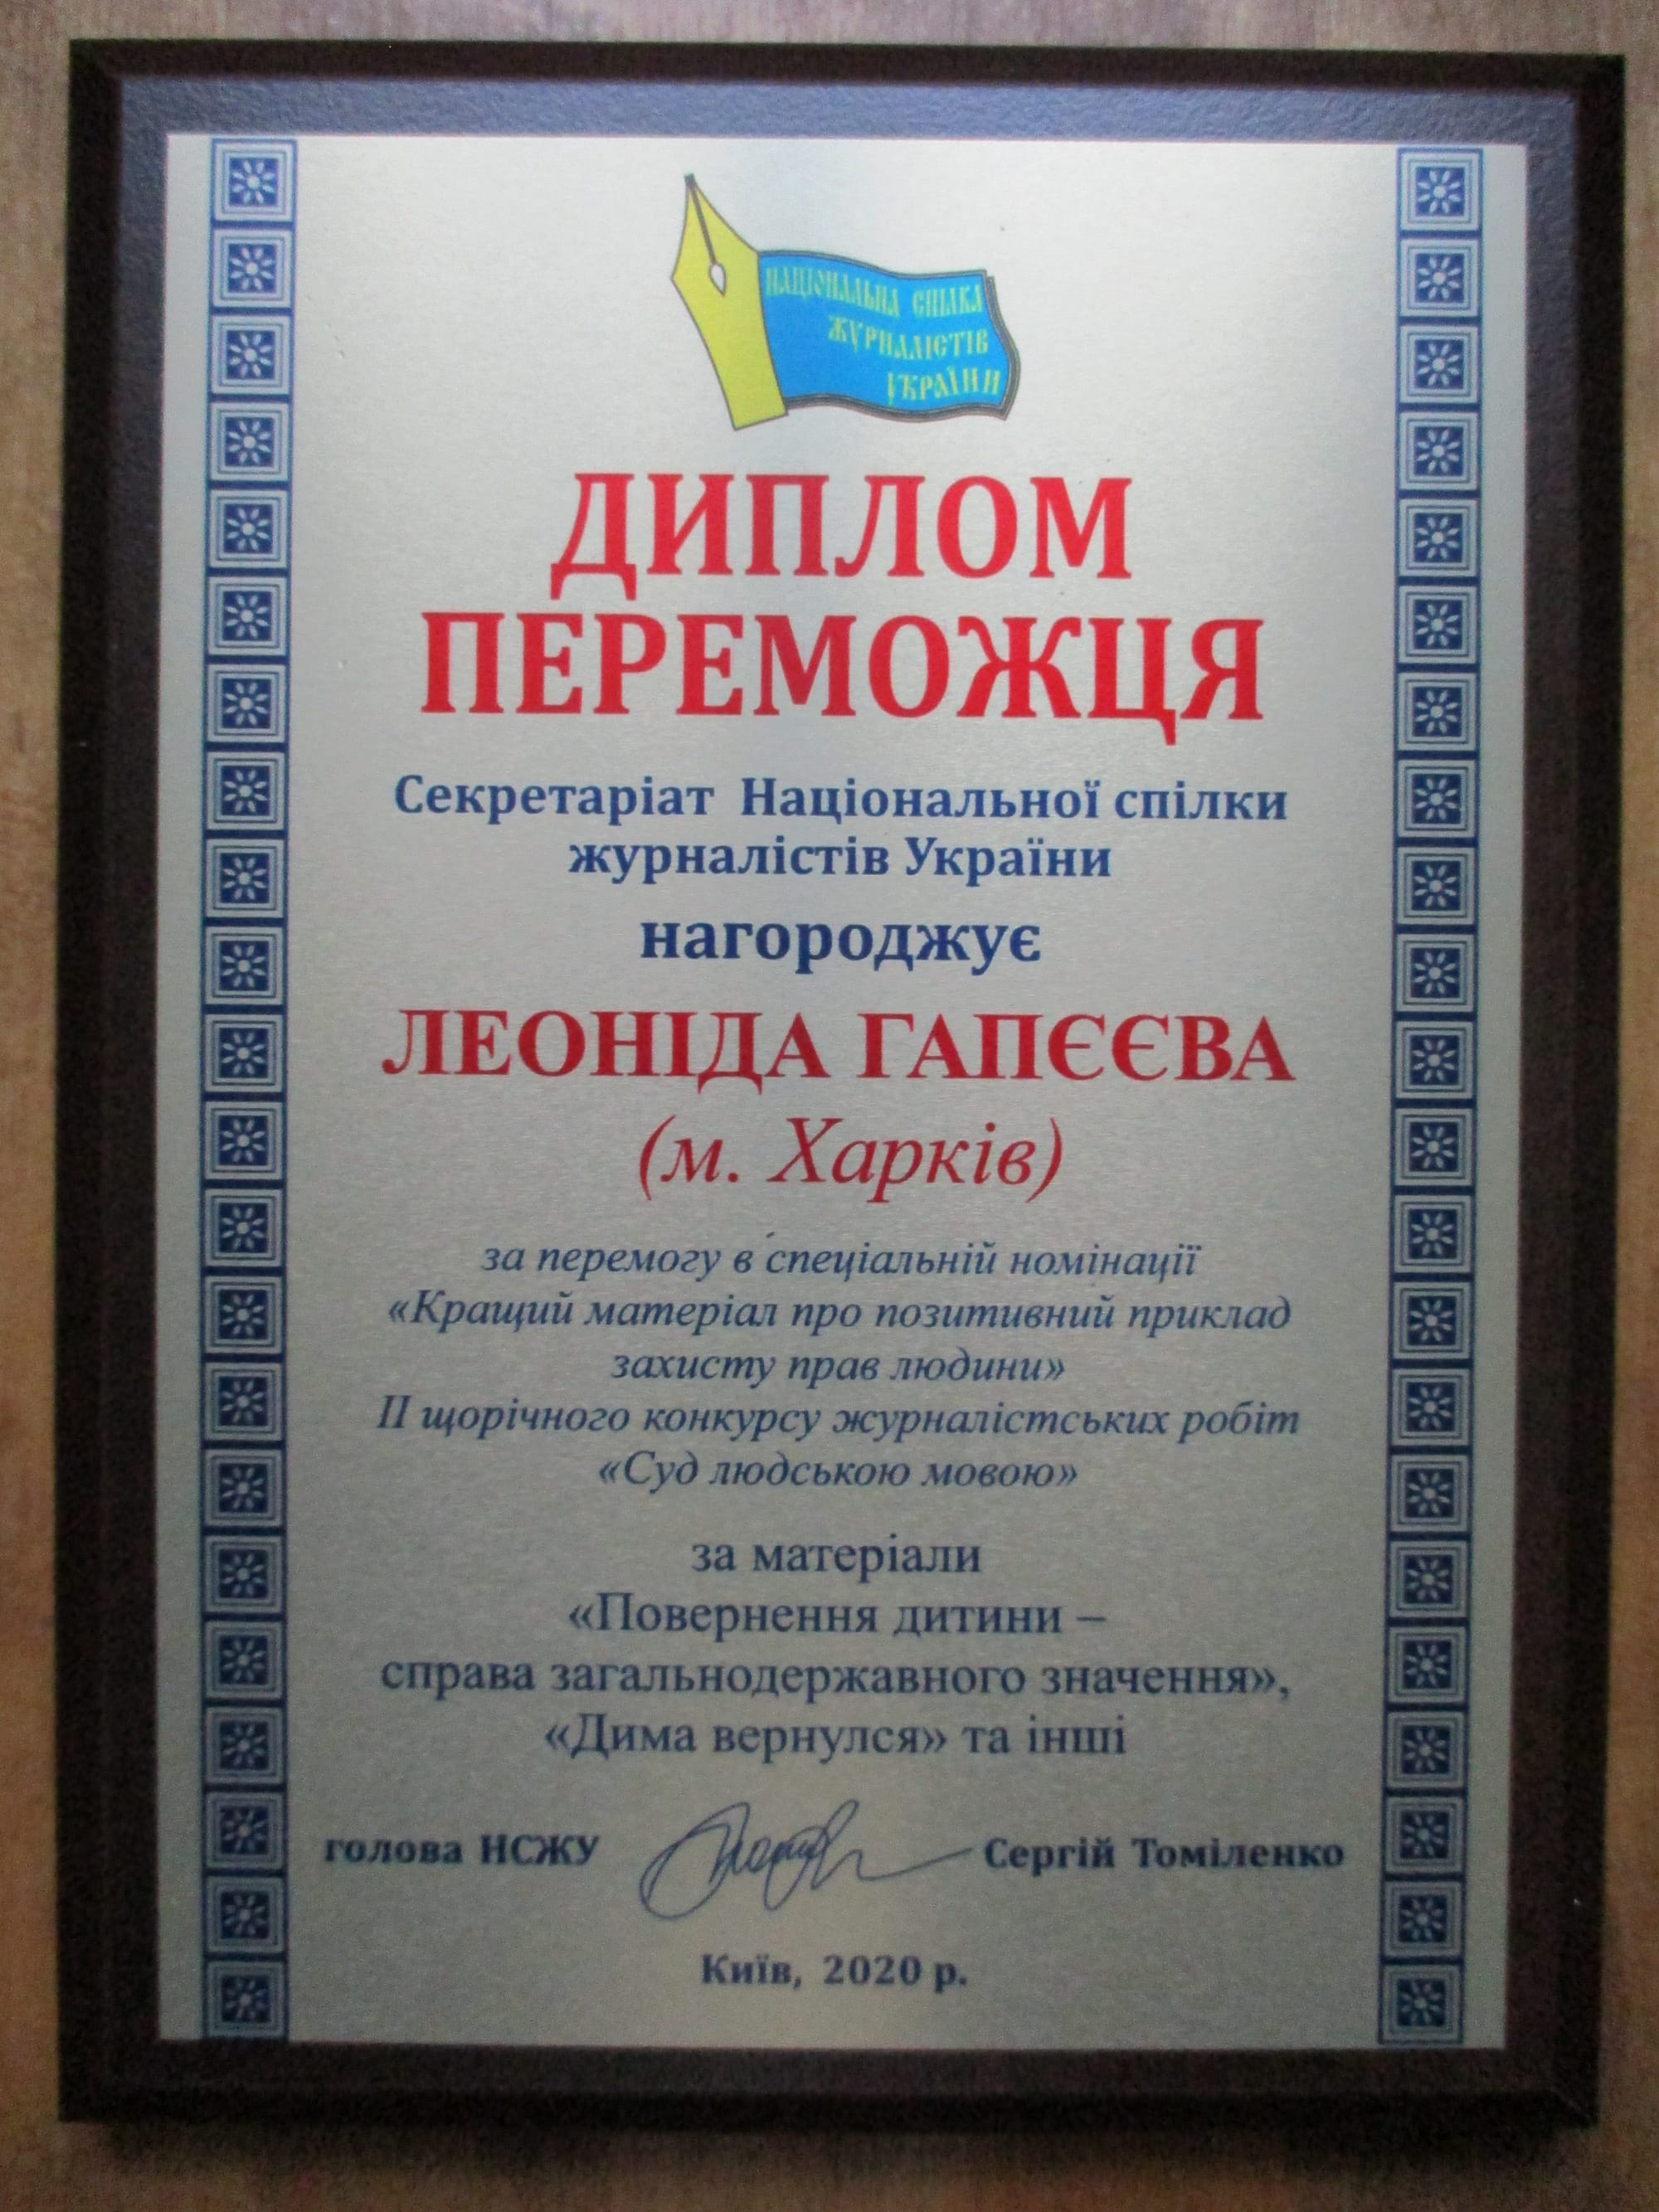 НАЦІОНАЛЬНА СПІЛКА
ЖУРНАЛІСТІВ
УКРАЇНИ
ДИПЛОМ
ПЕРЕМОЖЦЯ
Секретаріат Національної спілки
журналістів України
нагороджує
ЛЕОНІДА ГАПЄЄВА
(м. Харків)
за перемогу в спеціальній номінації
«Кращий матеріал про позитивний приклад
захисту прав людини»
ІІ щорічного конкурсу журналістських робіт
«Суд людською мовою»
за матеріали
«Повернення дитини –
справа загальнодержавного значення»,
«Дима вернулся» та інші
голова НСЖУ Сергій Томіленко
Київ, 2020 р.